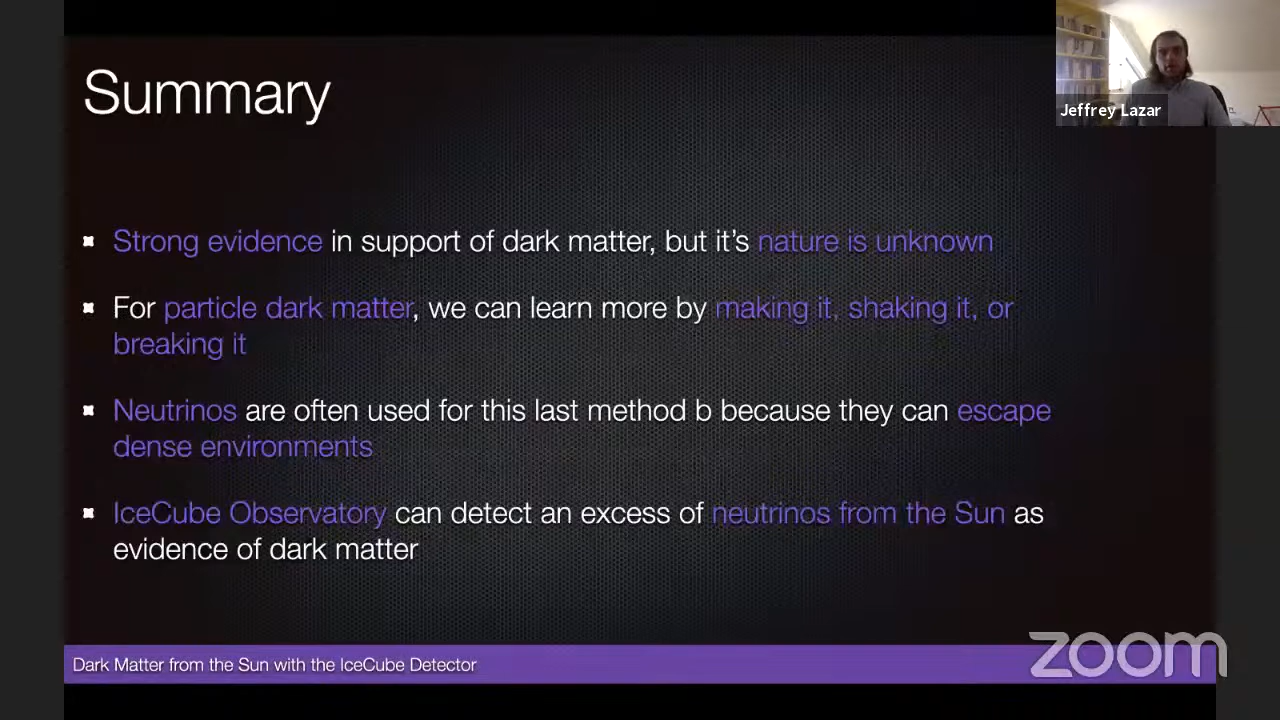 Summary
Jeffrey Lazar
Strong evidence in support of dark matter, but it's nature is unknown
For particle dark matter, we can learn more by making it, shaking it, or
breaking it
Neutrinos are often used for this last method b because they can escape
dense environments
IceCube Observatory can detect an excess of neutrinos from the Sun as
evidence of dark matter
Dark Matter from the Sun with the IceCube Detector
zoom